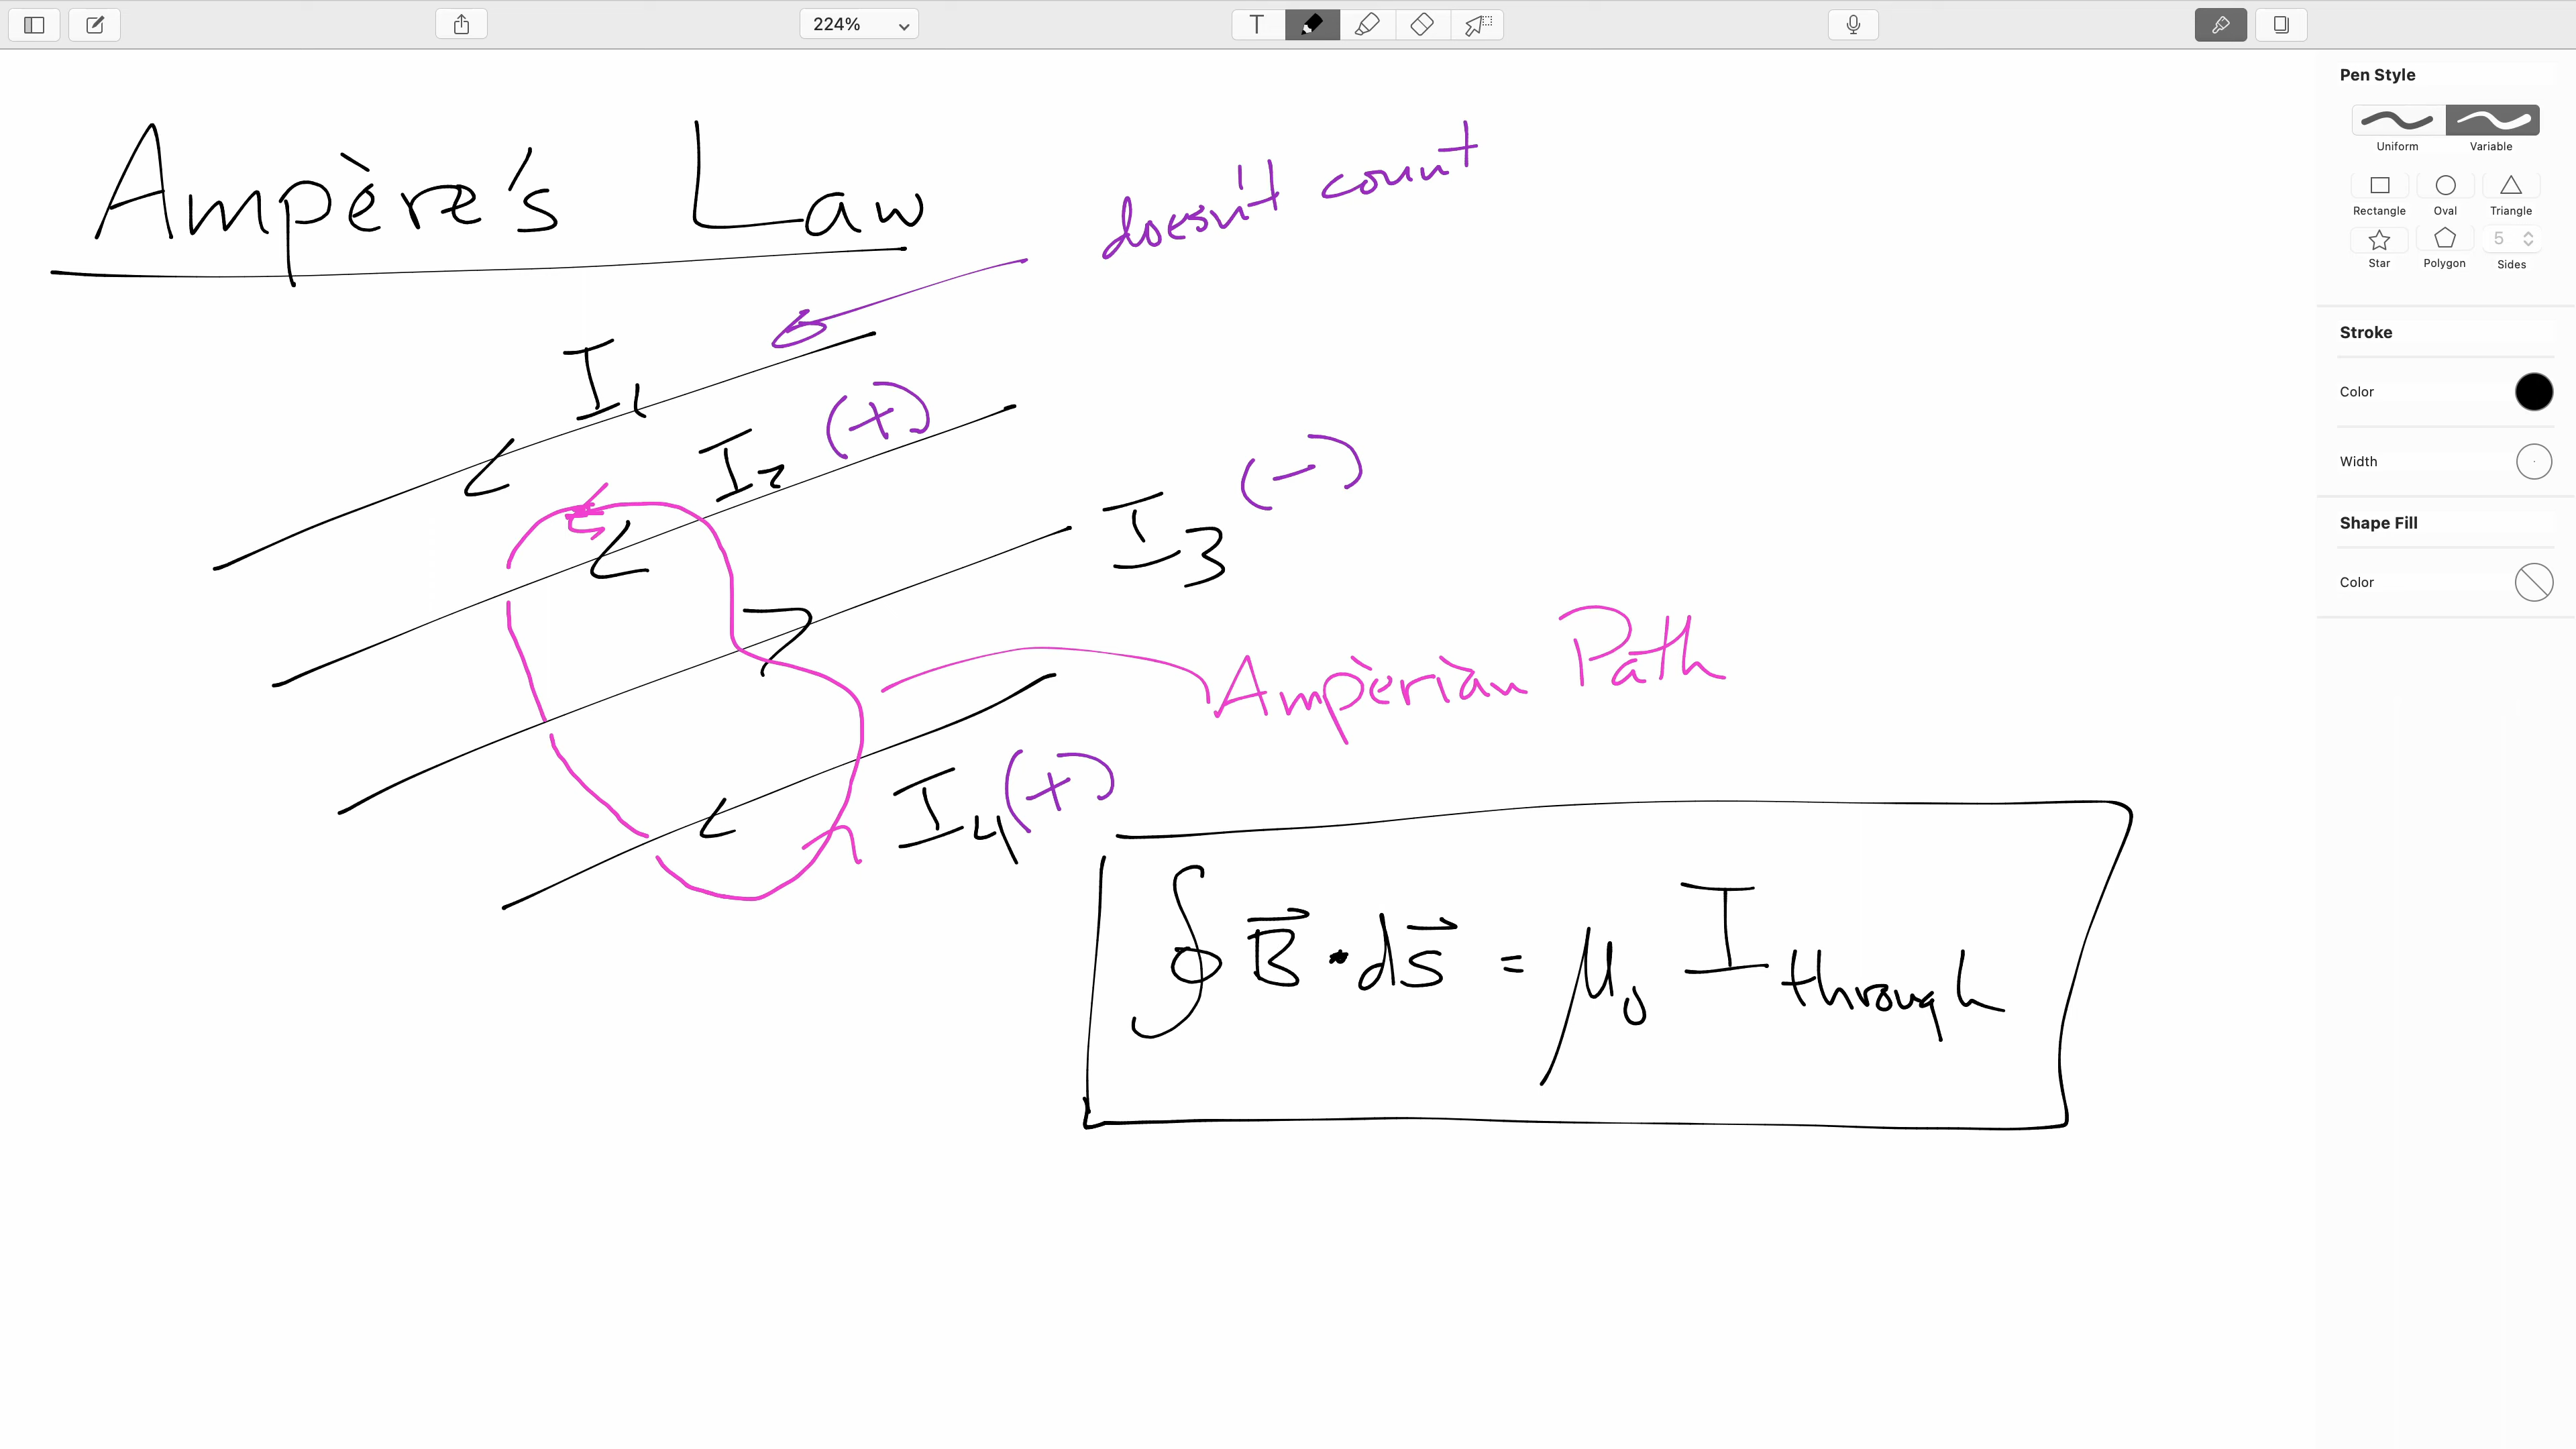 224%
T
Pen Style
Uniform
Variable
Rectangle
Oval
Triangle
5
Star
Polygon
Sides
Stroke
Color
Width
Shape Fill
Color
Ampère's Law
doesn't count
I₁
I₂ (+)
I₃ (−)
Ampèrian Path
I₄ (+)
∮ B⃗ · ds⃗ = μ₀ I through